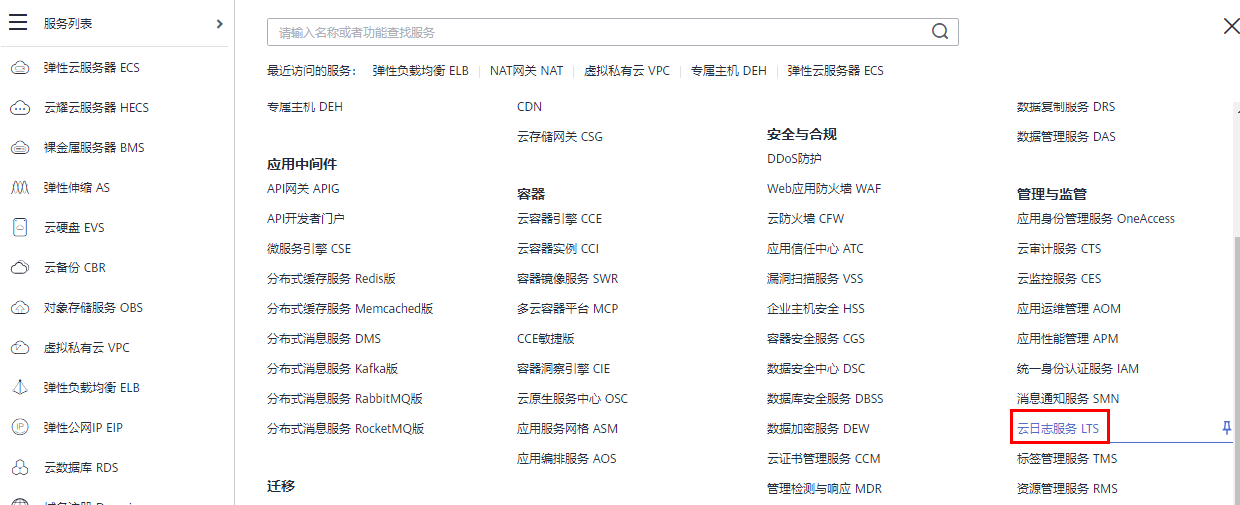 服务列表
弹性云服务器 ECS
云耀云服务器 HECS
裸金属服务器 BMS
弹性伸缩 AS
云硬盘 EVS
云备份 CBR
对象存储服务 OBS
虚拟私有云 VPC
弹性负载均衡 ELB
弹性公网IP EIP
云数据库 RDS
请输入名称或者功能查找服务
最近访问的服务： 弹性负载均衡 ELB NAT网关 NAT 虚拟私有云 VPC 专属主机 DEH 弹性云服务器 ECS
专属主机 DEH
应用中间件
API网关 APIG
API开发者门户
微服务引擎 CSE
分布式缓存服务 Redis版
分布式缓存服务 Memcached版
分布式消息服务 DMS
分布式消息服务 Kafka版
分布式消息服务 RabbitMQ版
分布式消息服务 RocketMQ版
迁移
CDN
云存储网关 CSG
容器
云容器引擎 CCE
云容器实例 CCI
容器镜像服务 SWR
多云容器平台 MCP
CCE敏捷版
容器洞察引擎 CIE
云原生服务中心 OSC
应用服务网格 ASM
应用编排服务 AOS
安全与合规
DDoS防护
Web应用防火墙 WAF
云防火墙 CFW
应用信任中心 ATC
漏洞扫描服务 VSS
企业主机安全 HSS
容器安全服务 CGS
数据安全中心 DSC
数据库安全服务 DBSS
数据加密服务 DEW
云证书管理服务 CCM
管理检测与响应 MDR
数据复制服务 DRS
数据管理服务 DAS
管理与监管
应用身份管理服务 OneAccess
云审计服务 CTS
云监控服务 CES
应用运维管理 AOM
应用性能管理 APM
统一身份认证服务 IAM
消息通知服务 SMN
云日志服务 LTS
标签管理服务 TMS
资源管理服务 RMS